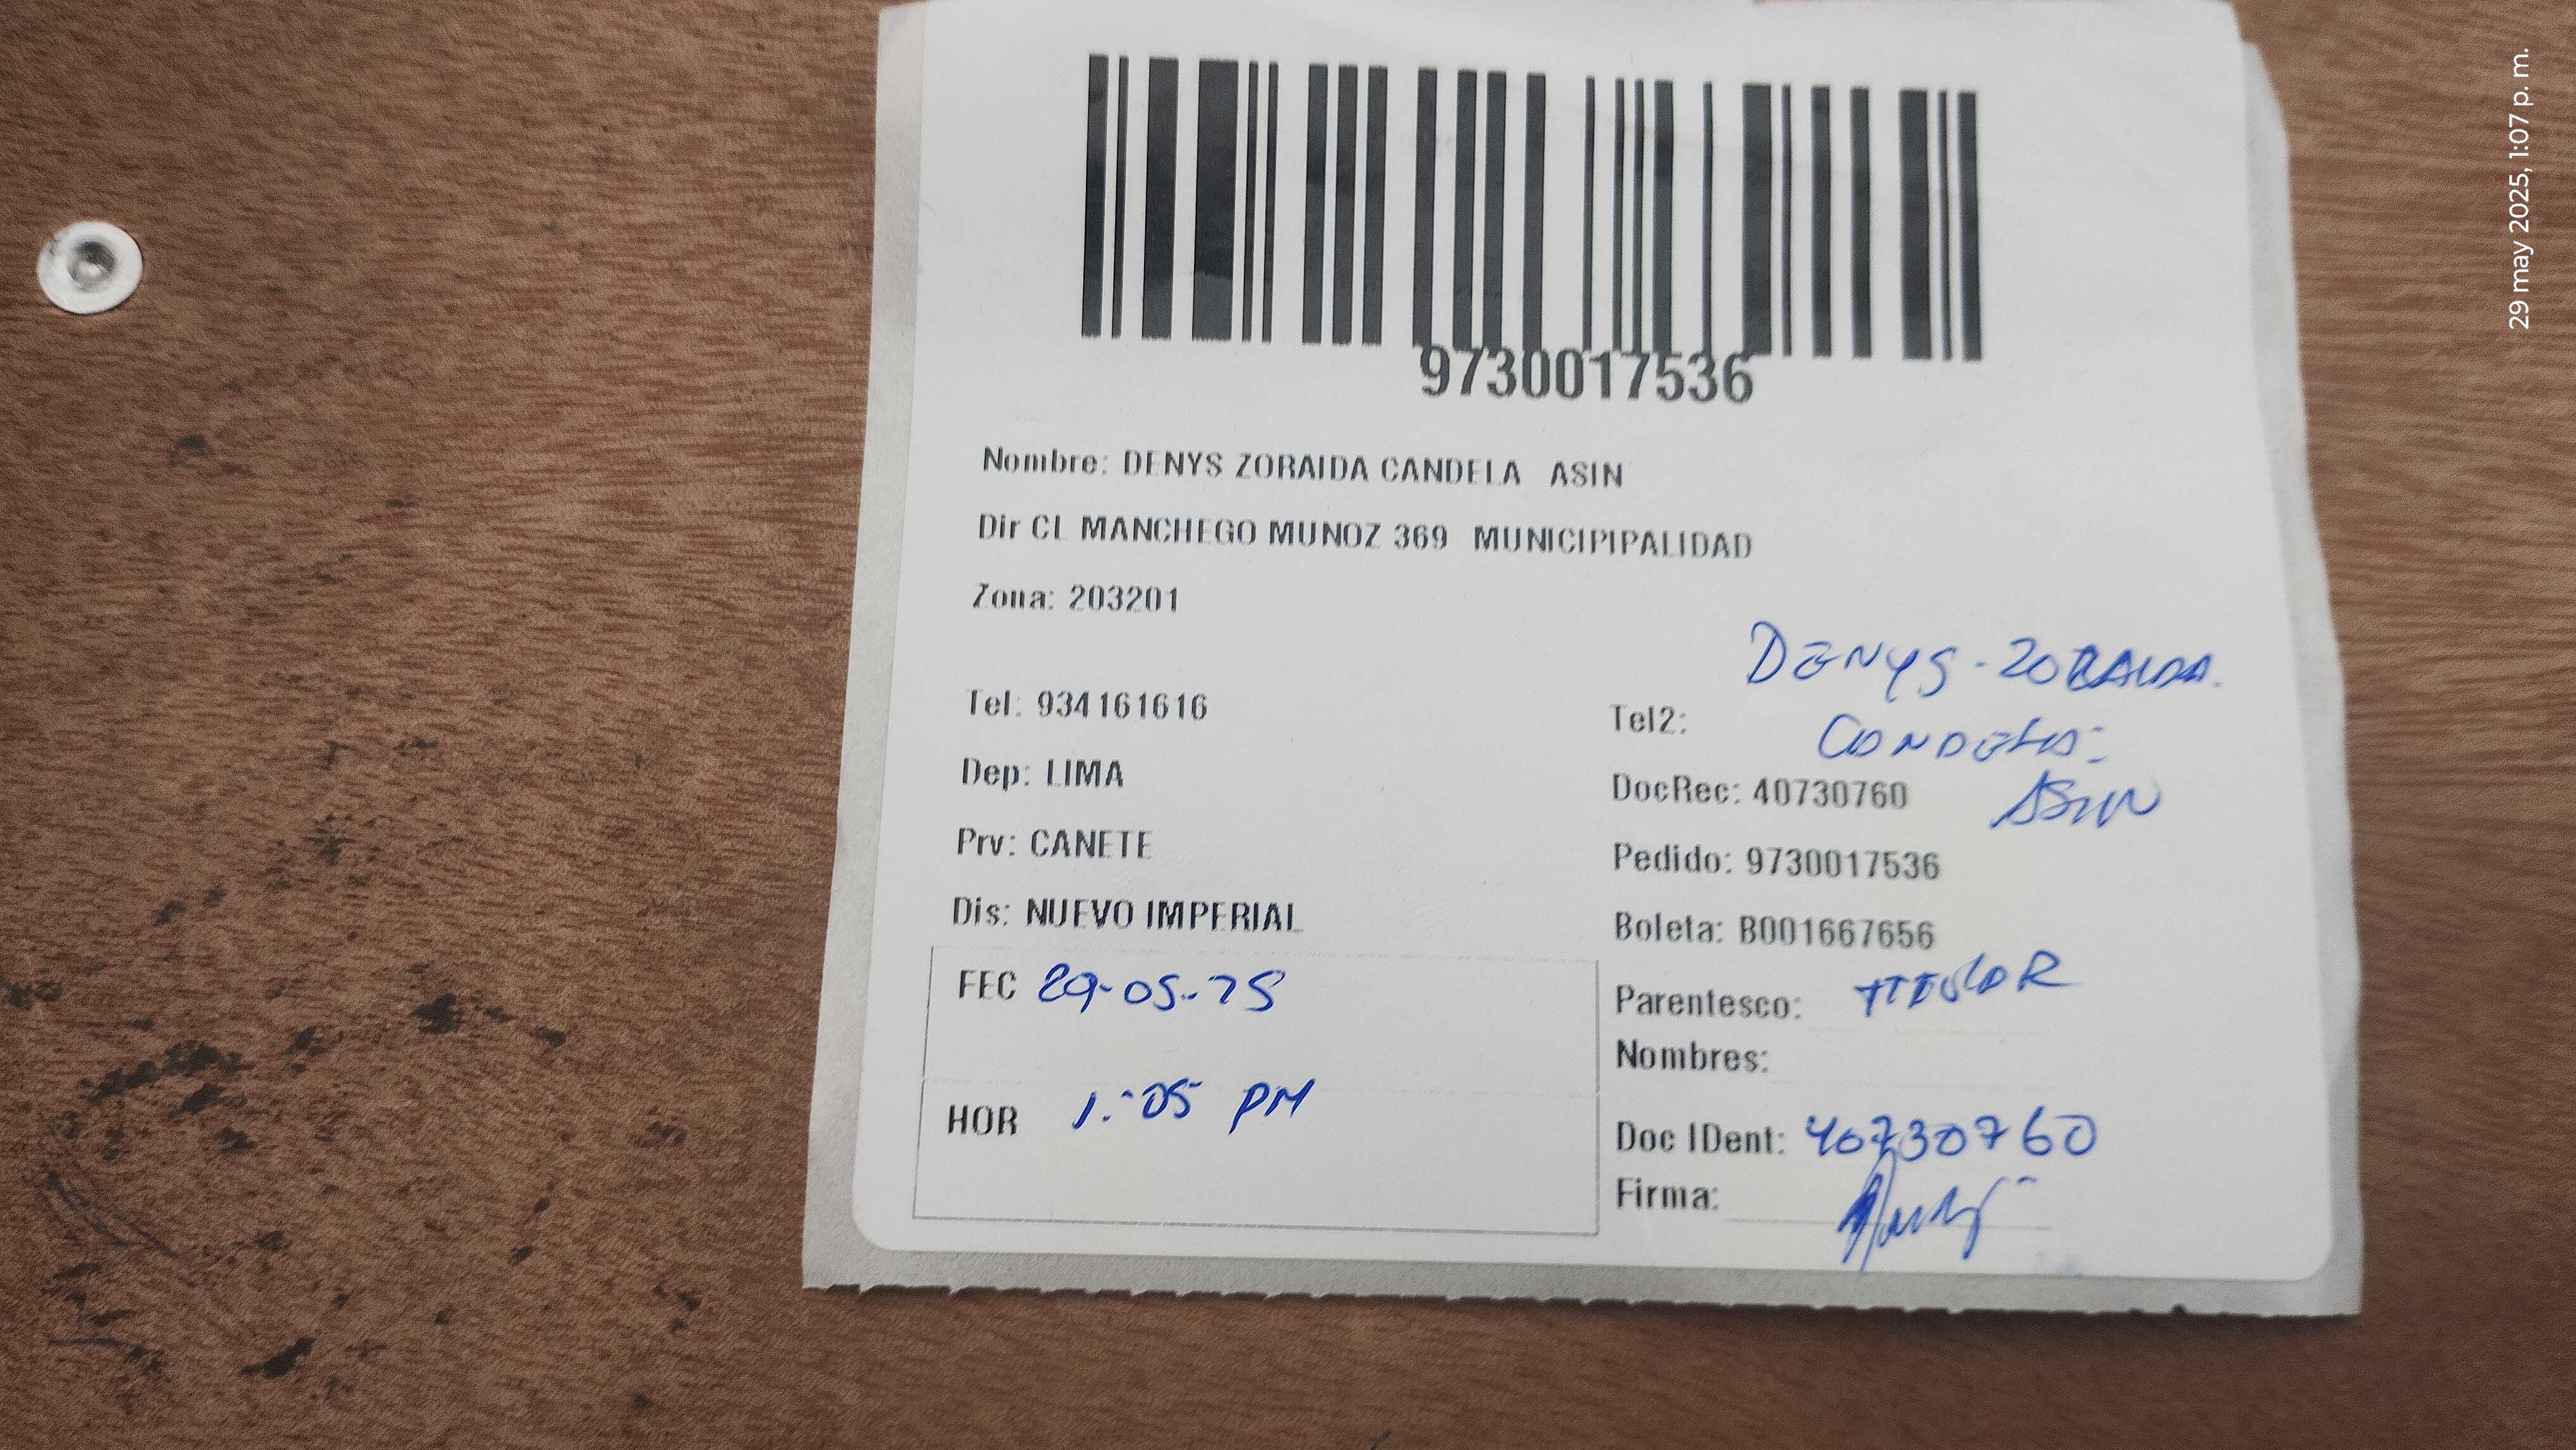 9730017536
Nombre: DENYS ZORAIDA CANDELA ASIN
Dir CL MANCHEGO MUNOZ 369 MUNICIPIPALIDAD
Zona: 203201
DENYS - ZORAIDA.
Tel: 934161616
Tel2:
CONDELA:
Dep: LIMA
DocRec: 40730760
ASIN
Prv: CANETE
Pedido: 9730017536
Dis: NUEVO IMPERIAL
Boleta: B001667656
FEC 29-05-25
Parentesco: TITULAR
Nombres:
HOR 1:05 PM
Doc IDent: 40730760
Firma:
29 may 2025, 1:07 p. m.